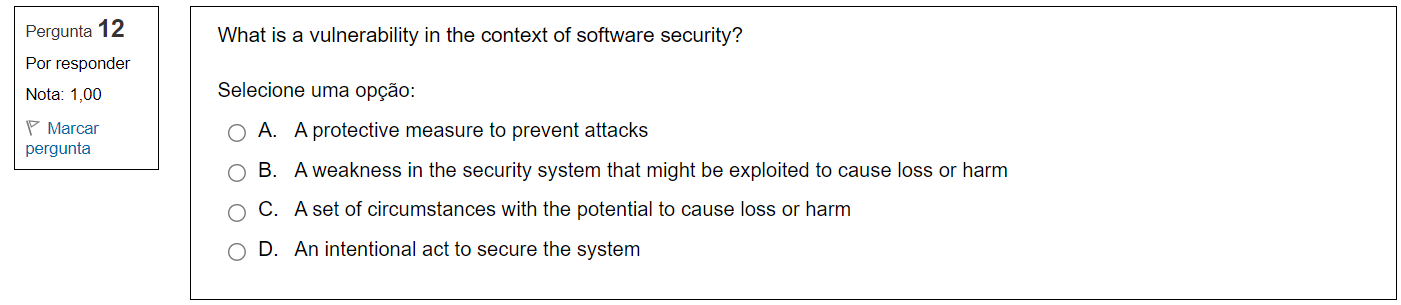 Pergunta 12
Por responder
Nota: 1,00
Marcar
pergunta
What is a vulnerability in the context of software security?
Selecione uma opção:
A. A protective measure to prevent attacks
B. A weakness in the security system that might be exploited to cause loss or harm
C. A set of circumstances with the potential to cause loss or harm
D. An intentional act to secure the system